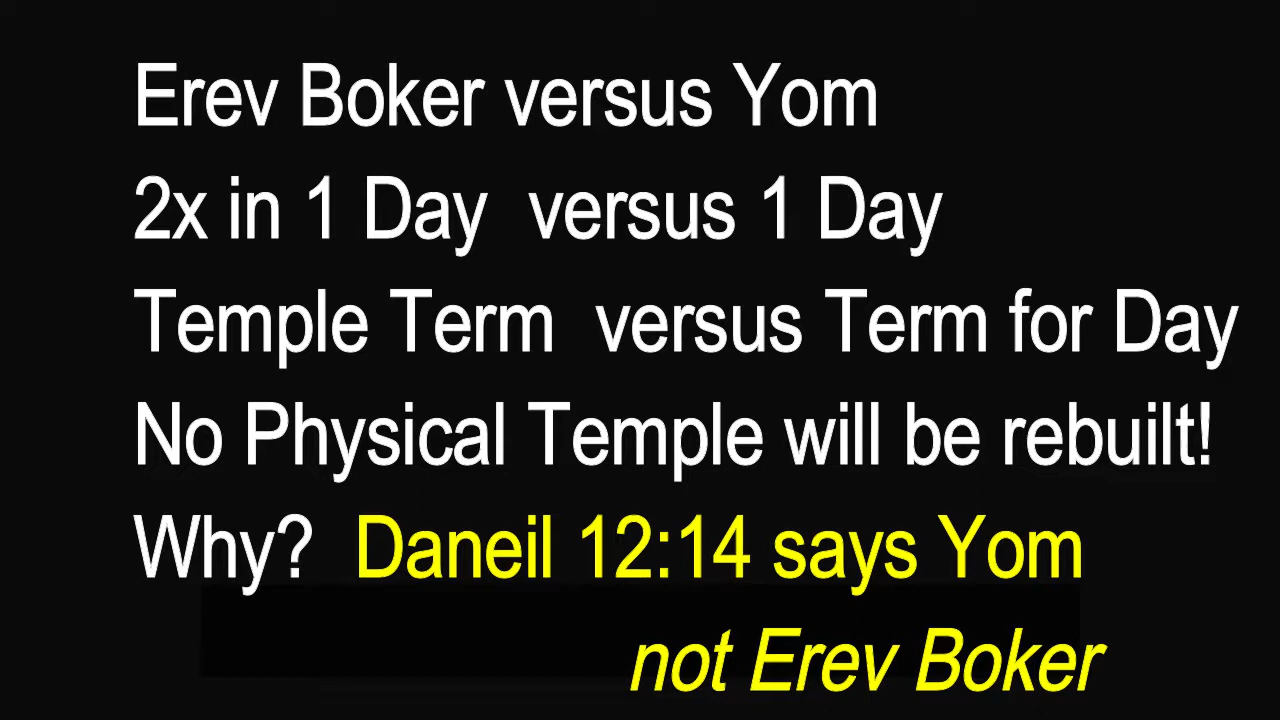 Erev Boker versus Yom
2x in 1 Day versus 1 Day
Temple Term versus Term for Day
No Physical Temple will be rebuilt!
Why? Daneil 12:14 says Yom
not Erev Boker